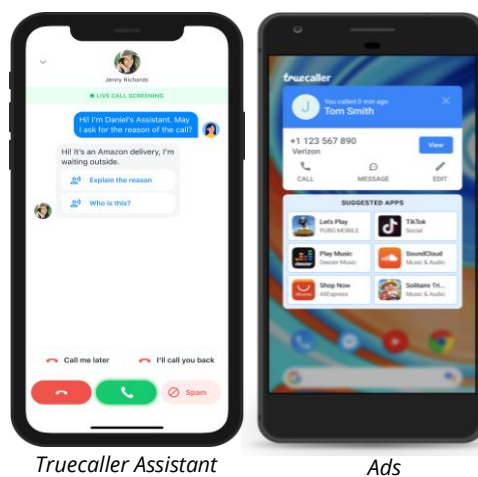 Jenny Richards
LIVE CALL SCREENING
Hi! I'm Daniel's Assistant. May
I ask for the reason of the call?
Hi! It's an Amazon delivery, I'm
waiting outside.
Explain the reason
Who is this?
Call me later
I'll call you back
Spam
Truecaller Assistant
truecaller
J
You called 0 min ago
Tom Smith
+1 123 567 890
Verizon
View
CALL
MESSAGE
EDIT
SUGGESTED APPS
Let's Play
PUBG MOBILE
TikTok
Social
Play Music
Deezer Music
SoundCloud
Music & Audio
Shop Now
AliExpress
Solitaire Tri...
Music & Audio
Ads